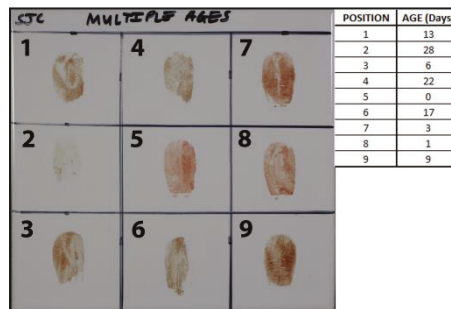 SJC MULTIPLE AGES
1 4 7
2 5 8
3 6 9
POSITION AGE (Days)
1 13
2 28
3 6
4 22
5 0
6 17
7 3
8 1
9 9